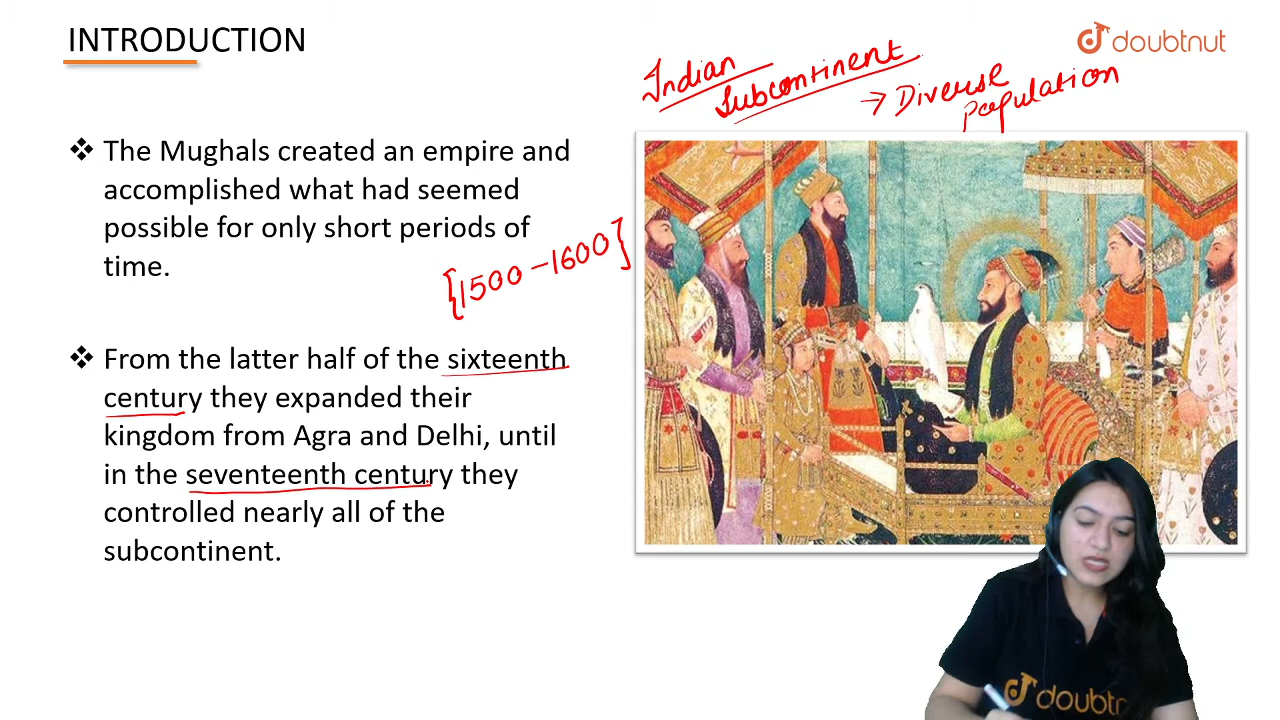 INTRODUCTION
doubtnut
Indian
Subcontinent
→ Diverse
population
❖ The Mughals created an empire and
accomplished what had seemed
possible for only short periods of
time.
{1500-1600}
❖ From the latter half of the sixteenth
century they expanded their
kingdom from Agra and Delhi, until
in the seventeenth century they
controlled nearly all of the
subcontinent.
doubtnut